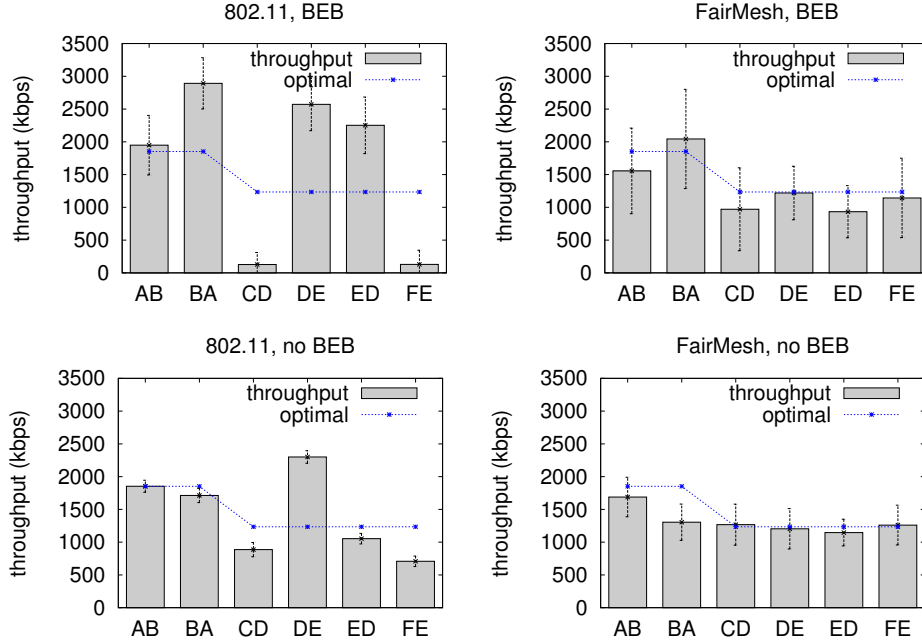 802.11, BEB
throughput (kbps)
3500
3000
2500
2000
1500
1000
500
0
throughput
optimal
AB BA CD DE ED FE
FairMesh, BEB
throughput (kbps)
3500
3000
2500
2000
1500
1000
500
0
throughput
optimal
AB BA CD DE ED FE
802.11, no BEB
throughput (kbps)
3500
3000
2500
2000
1500
1000
500
0
throughput
optimal
AB BA CD DE ED FE
FairMesh, no BEB
throughput (kbps)
3500
3000
2500
2000
1500
1000
500
0
throughput
optimal
AB BA CD DE ED FE